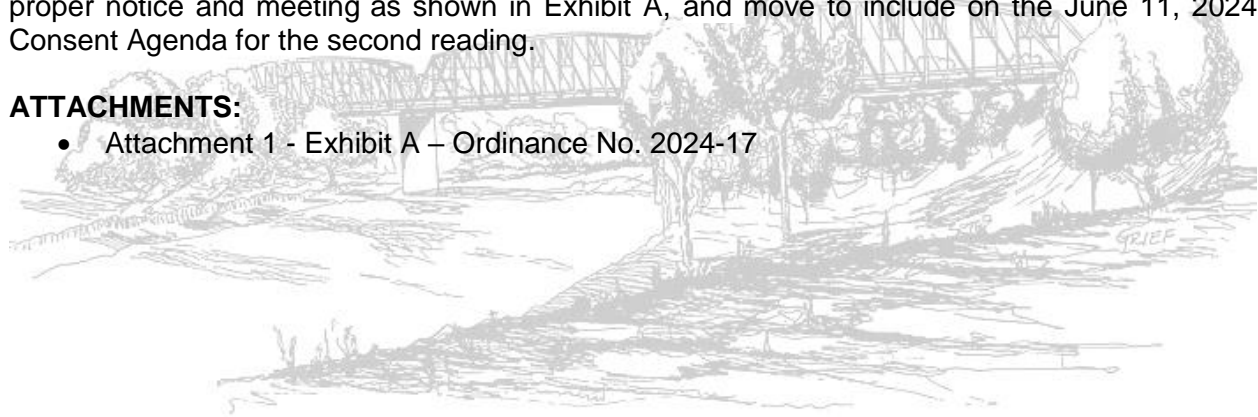 proper notice and meeting as shown in Exhibit A, and move to include on the June 11, 2024
Consent Agenda for the second reading.
ATTACHMENTS:
• Attachment 1 - Exhibit A – Ordinance No. 2024-17
GRIEF